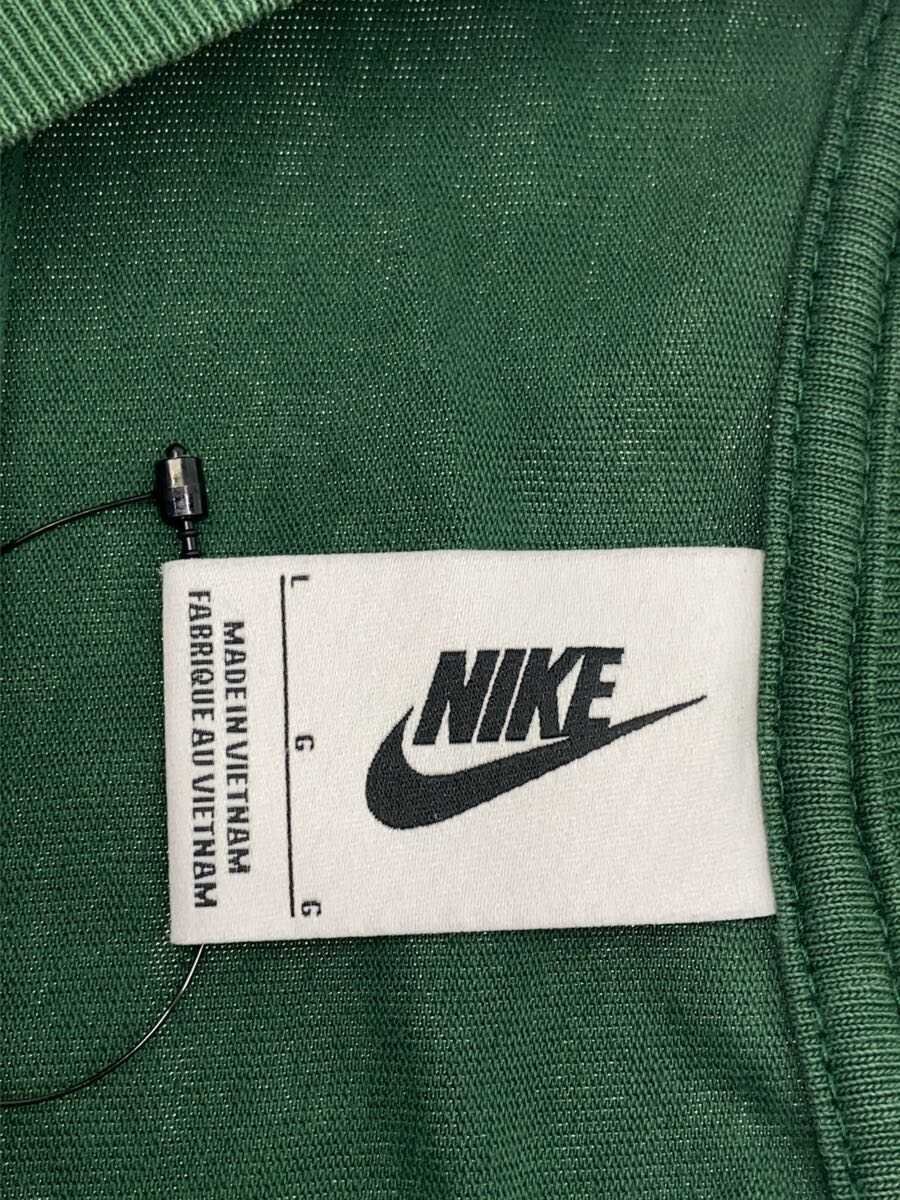 NIKE
L G G
MADE IN VIETNAM
FABRIQUE AU VIETNAM